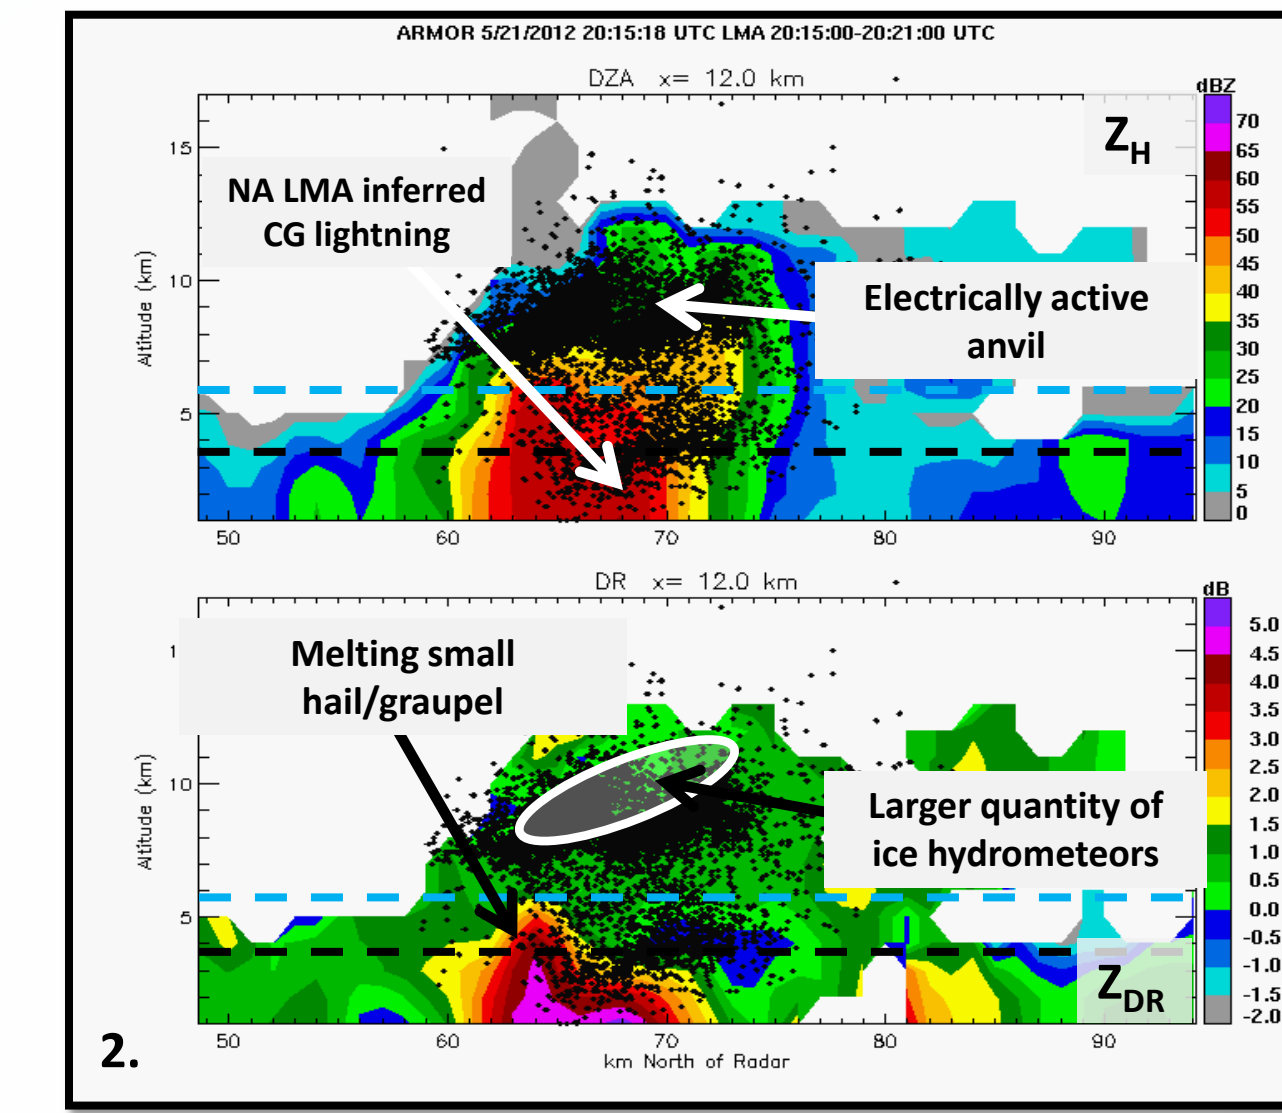 ARMOR 5/21/2012 20:15:18 UTC LMA 20:15:00-20:21:00 UTC
DZA x= 12.0 km
dBZ
Z_H
70
65
60
55
50
45
40
35
30
25
20
15
10
5
0
15
10
5
Altitude (km)
NA LMA inferred
CG lightning
Electrically active
anvil
50 60 70 80 90
DR x= 12.0 km
dB
5.0
4.5
4.0
3.5
3.0
2.5
2.0
1.5
1.0
0.5
0.0
-0.5
-1.0
-1.5
-2.0
1
10
5
Altitude (km)
Melting small
hail/graupel
Larger quantity of
ice hydrometeors
Z_DR
50 60 70 80 90
km North of Radar
2.